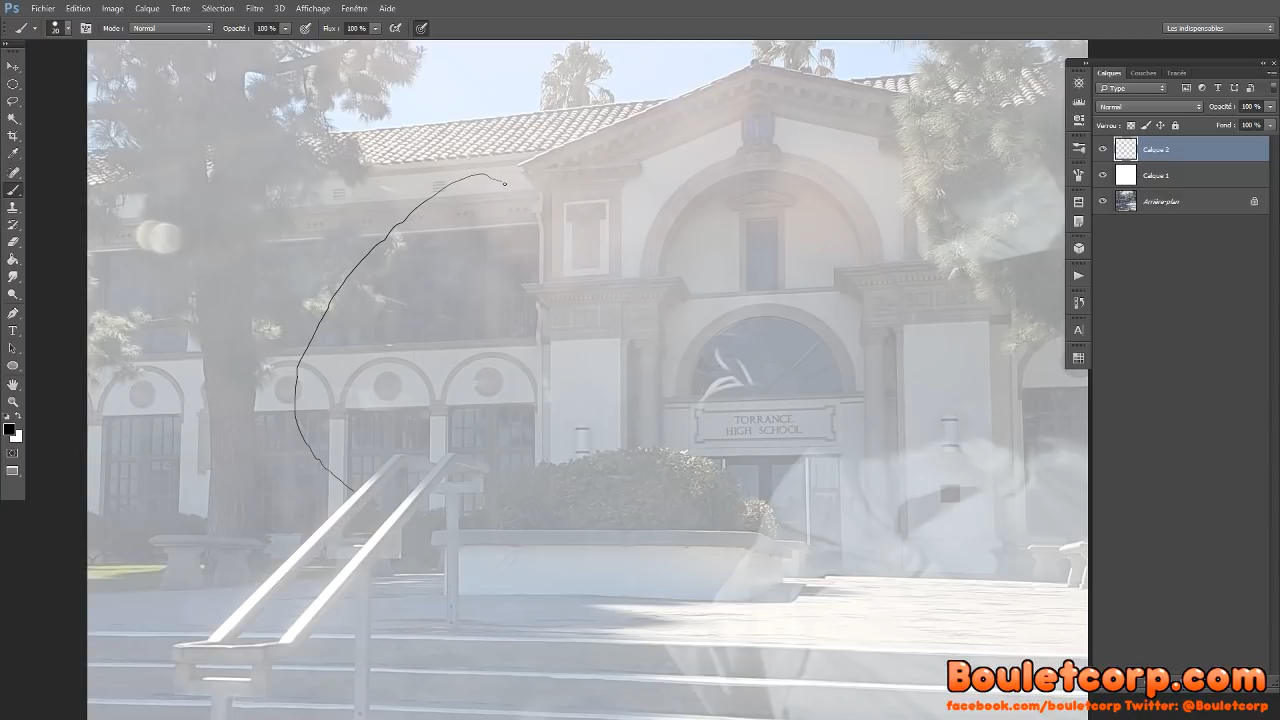 Ps Fichier Edition Image Calque Texte Sélection Filtre 3D Affichage Fenêtre Aide
20 Mode : Normal Opacité : 100 % Flux : 100 % Les indispensables
Calques Couches Tracés
Type
Normal Opacité : 100 %
Verrou : Fond : 100 %
Calque 2
Calque 1
Arrière-plan
TORRANCE
HIGH SCHOOL
Bouletcorp.com
facebook.com/bouletcorp Twitter: @Bouletcorp